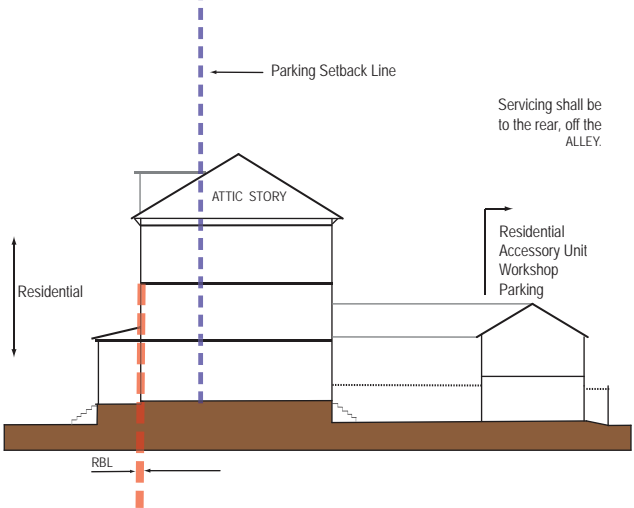 Parking Setback Line
Servicing shall be
to the rear, off the
ALLEY.
ATTIC STORY
Residential
Accessory Unit
Workshop
Parking
Residential
RBL